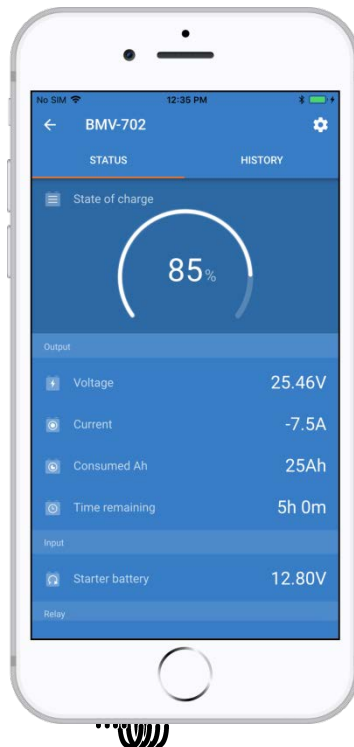 No SIM 12:35 PM
BMV-702
STATUS HISTORY
State of charge
85%
Output
Voltage 25.46V
Current -7.5A
Consumed Ah 25Ah
Time remaining 5h 0m
Input
Starter battery 12.80V
Relay